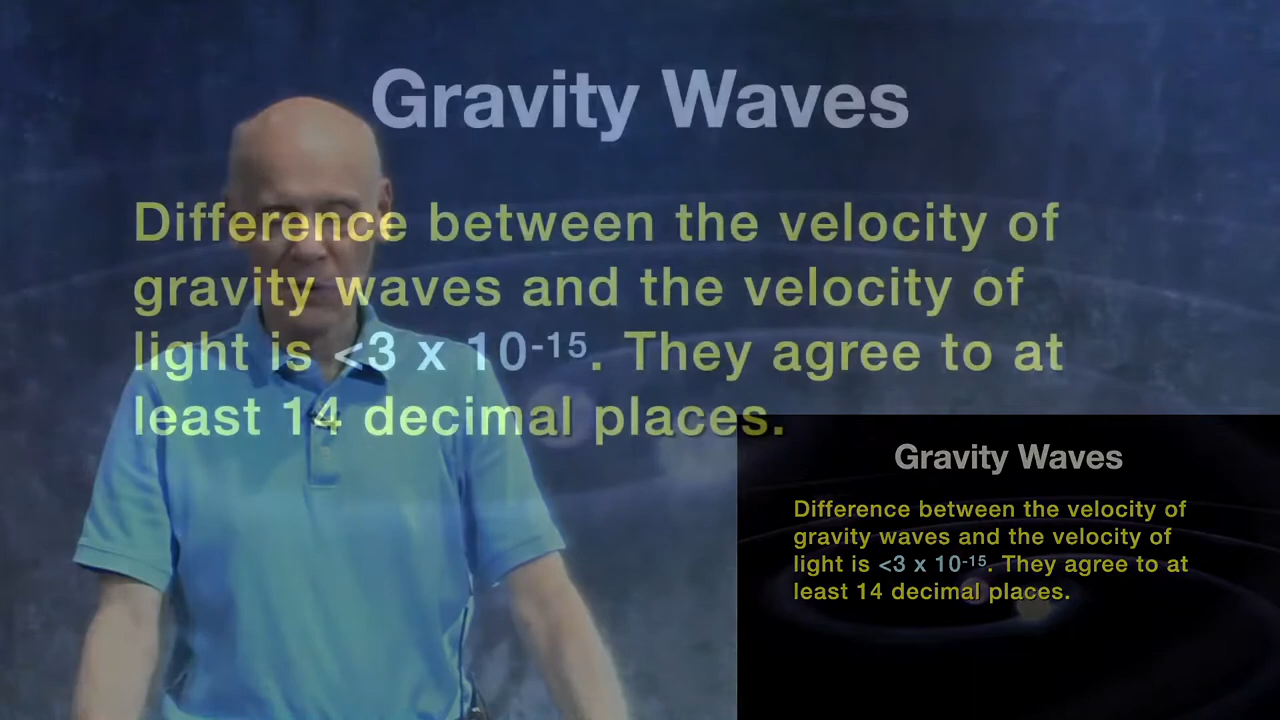 Gravity Waves
Difference between the velocity of
gravity waves and the velocity of
light is <3 x 10⁻¹⁵. They agree to at
least 14 decimal places.
Gravity Waves
Difference between the velocity of
gravity waves and the velocity of
light is <3 x 10⁻¹⁵. They agree to at
least 14 decimal places.